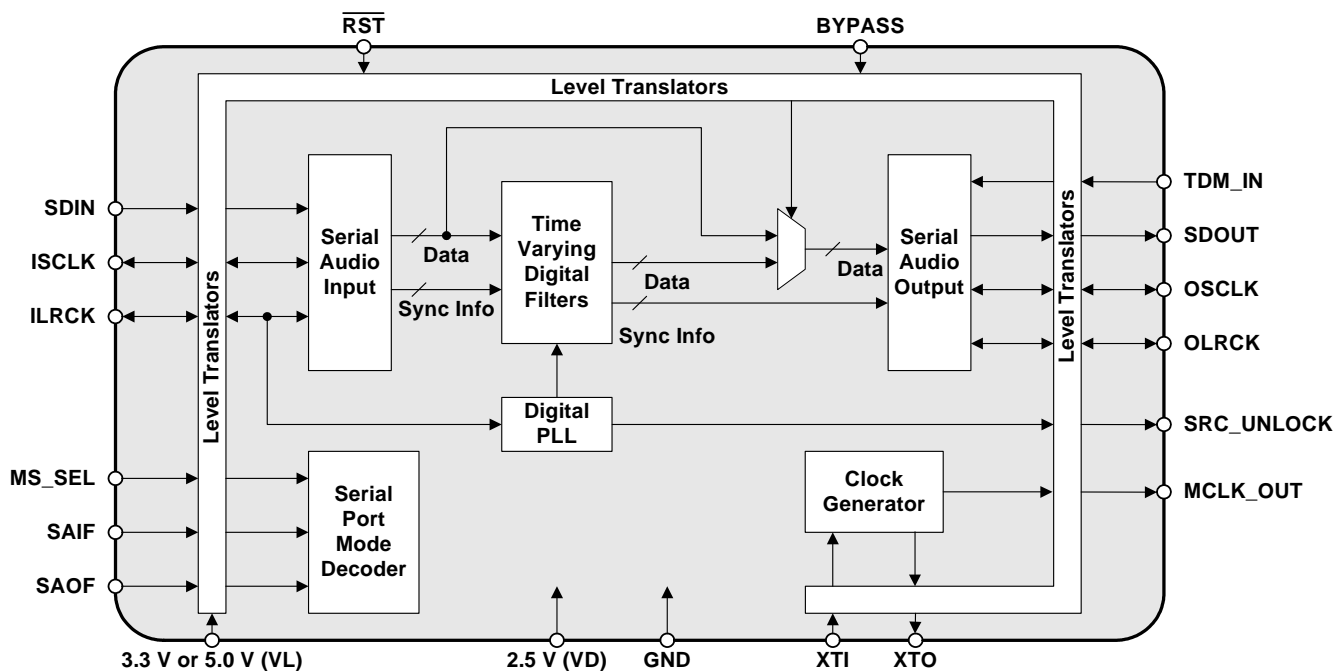 RST
BYPASS
Level Translators
SDIN
ISCLK
ILRCK
MS_SEL
SAIF
SAOF
Level Translators
Serial
Audio
Input
Data
Sync Info
Time
Varying
Digital
Filters
Data
Sync Info
Digital
PLL
Data
Serial
Audio
Output
Level Translators
TDM_IN
SDOUT
OSCLK
OLRCK
SRC_UNLOCK
MCLK_OUT
Serial
Port
Mode
Decoder
Clock
Generator
3.3 V or 5.0 V (VL)
2.5 V (VD)
GND
XTI
XTO